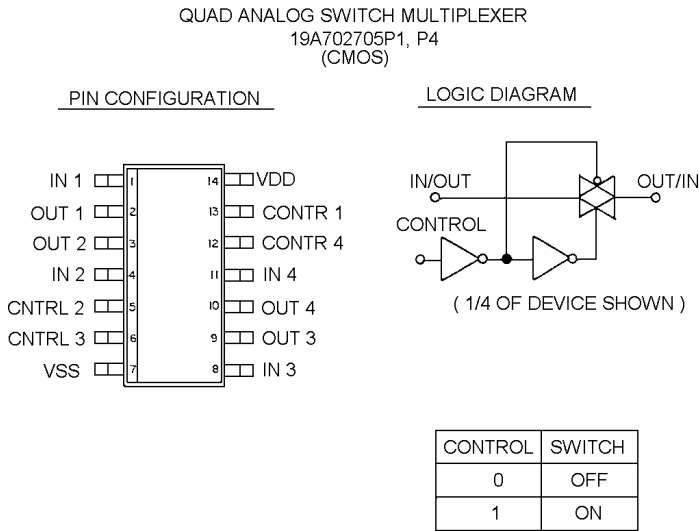 QUAD ANALOG SWITCH MULTIPLEXER
19A702705P1, P4
(CMOS)
PIN CONFIGURATION
IN 1 1 14 VDD
OUT 1 2 13 CONTR 1
OUT 2 3 12 CONTR 4
IN 2 4 11 IN 4
CNTRL 2 5 10 OUT 4
CNTRL 3 6 9 OUT 3
VSS 7 8 IN 3
LOGIC DIAGRAM
IN/OUT OUT/IN
CONTROL
( 1/4 OF DEVICE SHOWN )
CONTROL SWITCH
0 OFF
1 ON